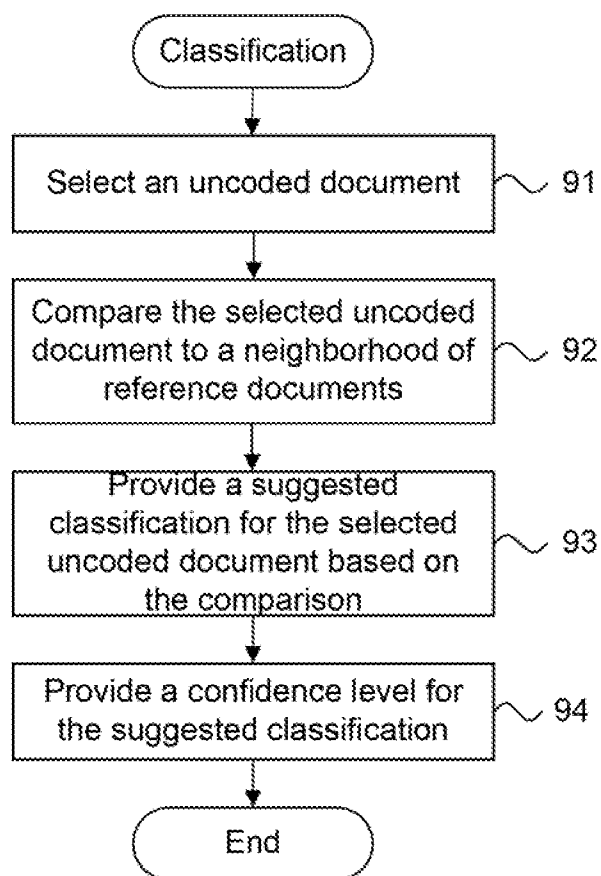 Classification
Select an uncoded document
91
Compare the selected uncoded
document to a neighborhood of
reference documents
92
Provide a suggested
classification for the selected
uncoded document based on
the comparison
93
Provide a confidence level for
the suggested classification
94
End